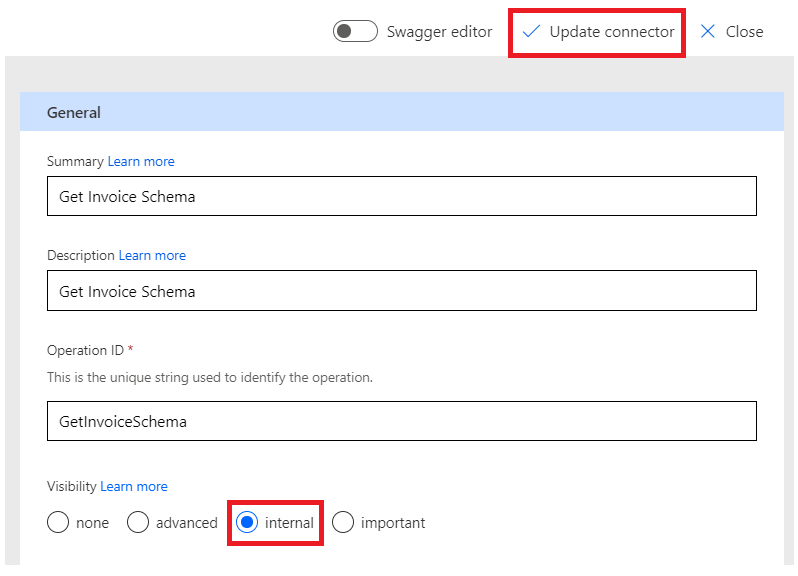 Swagger editor Update connector Close
General
Summary Learn more
Get Invoice Schema
Description Learn more
Get Invoice Schema
Operation ID *
This is the unique string used to identify the operation.
GetInvoiceSchema
Visibility Learn more
none advanced internal important